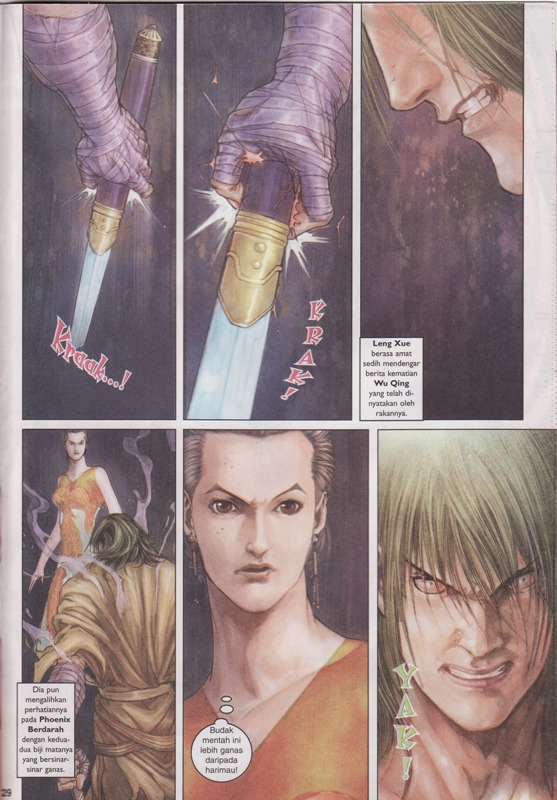 Kraak...!
KRAK!
Leng Xue
berasa amat
sedih mendengar
berita kematian
Wu Qing
yang telah di-
nyatakan oleh
rakannya.
Dia pun
mengalihkan
perhatiannya
pada Phoenix
Berdarah
dengan kedua-
dua biji matanya
yang bersinar-
sinar ganas.
Budak
mentah ini
lebih ganas
daripada
harimau!
YAK!
29